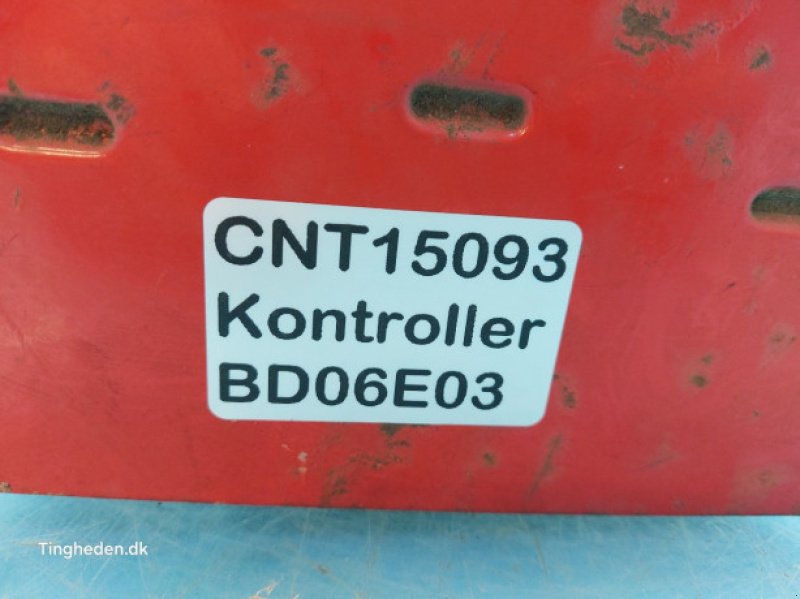 CNT15093
Kontroller
BD06E03
Tingheden.dk